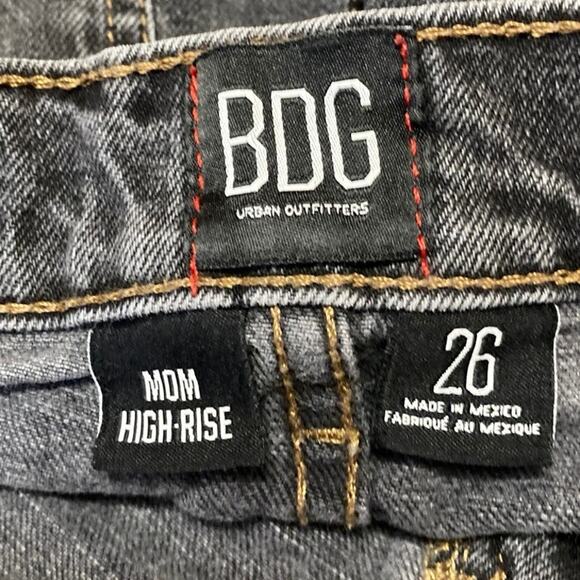 BDG
URBAN OUTFITTERS
MOM
HIGH-RISE
26
MADE IN MEXICO
FABRIQUÉ AU MEXIQUE